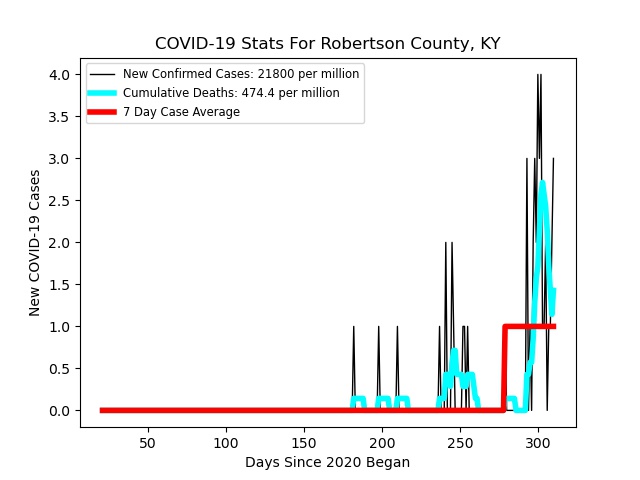 COVID-19 Stats For Robertson County, KY
New Confirmed Cases: 21800 per million
Cumulative Deaths: 474.4 per million
7 Day Case Average
New COVID-19 Cases
4.0
3.5
3.0
2.5
2.0
1.5
1.0
0.5
0.0
50 100 150 200 250 300
Days Since 2020 Began